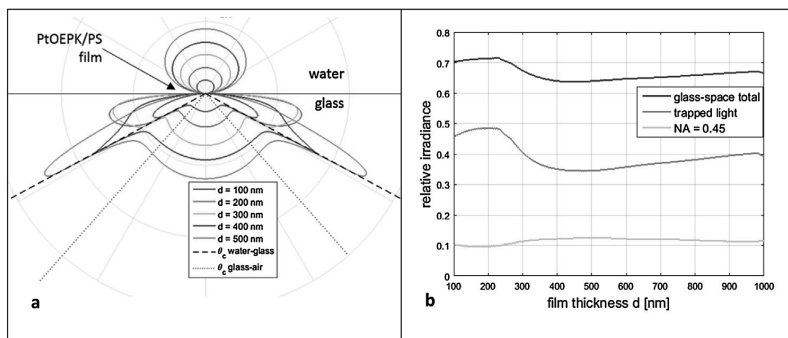 PtOEPK/PS
film
water
glass
d = 100 nm
d = 200 nm
d = 300 nm
d = 400 nm
d = 500 nm
θc water-glass
θc glass-air
a
0.8
0.7
0.6
0.5
0.4
0.3
0.2
0.1
0
relative irradiance
glass-space total
trapped light
NA = 0.45
100 200 300 400 500 600 700 800 900 1000
film thickness d [nm]
b